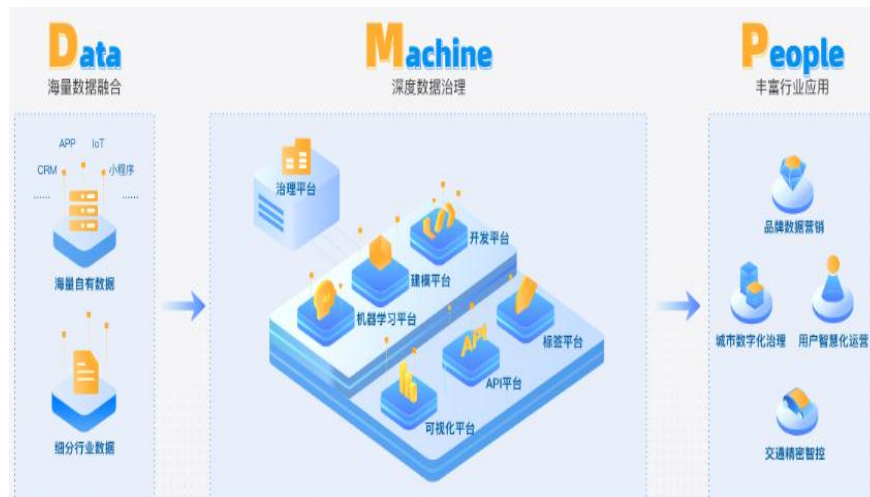 Data
海量数据融合
APP IoT
CRM 小程序
...... ......
海量自有数据
细分行业数据
Machine
深度数据治理
治理平台
开发平台
建模平台
机器学习平台
标签平台
API
API平台
可视化平台
People
丰富行业应用
品牌数据营销
城市数字化治理 用户智慧化运营
交通精密智控